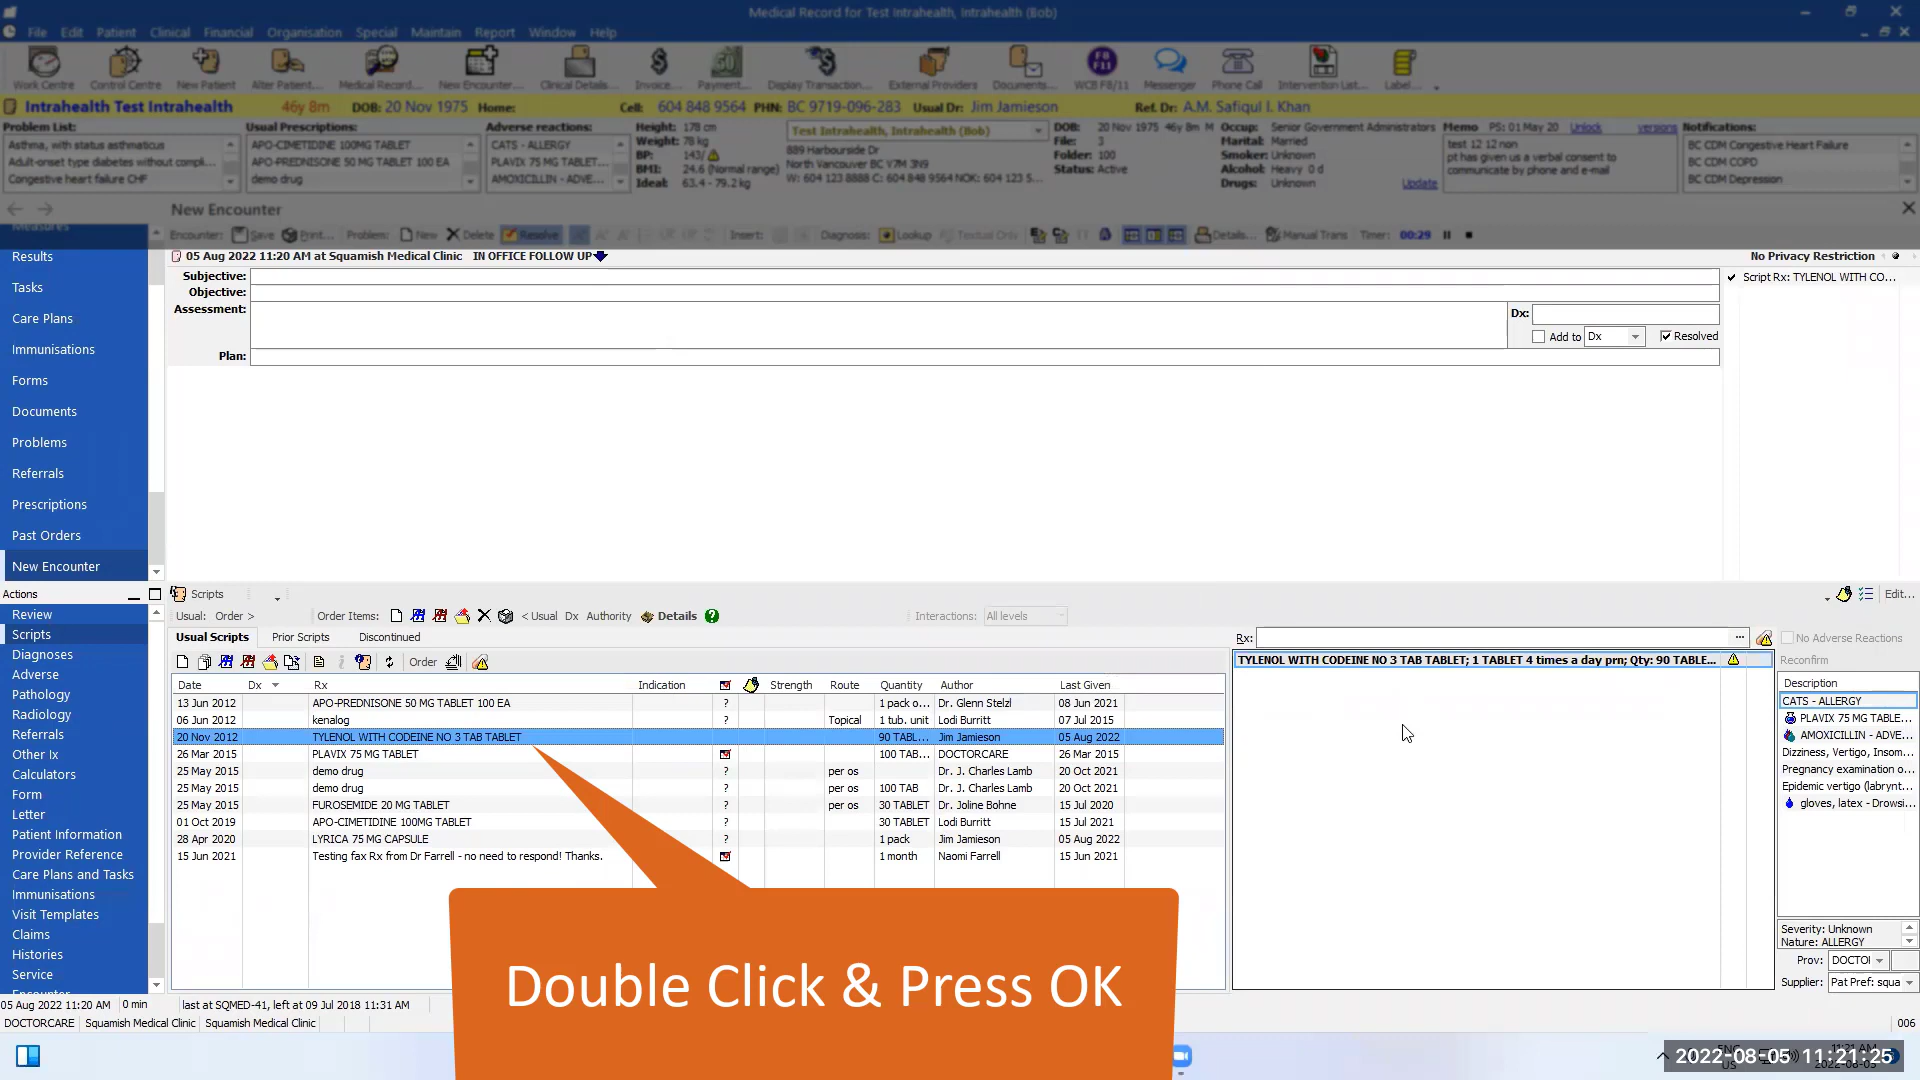 Medical Record for Test Intrahealth, Intrahealth (Bob)
File Edit Patient Clinical Financial Organisation Special Maintain Report Window Help
Work Centre Control Centre New Patient Alter Patient... Medical Record... New Encounter... Clinical Details... Invoice... Payment... Display Transaction... External Providers Documents... WCB F8/11 Messenger Phone Call Intervention List... Label...
Intrahealth Test Intrahealth 46y 8m DOB: 20 Nov 1975 Home: Cell: 604 848 9564 PHN: BC 9719-096-283 Usual Dr: Jim Jamieson Ref. Dr: A.M. Safiqul I. Khan
Problem List:
Asthma, with status asthmaticus
Adult-onset type diabetes without compli...
Congestive heart failure CHF
Usual Prescriptions:
APO-CIMETIDINE 100MG TABLET
APO-PREDNISONE 50 MG TABLET 100 EA
demo drug
Adverse reactions:
CATS - ALLERGY
PLAVIX 75 MG TABLET...
AMOXICILLIN - ADVE...
Height: 178 cm
Weight: 78 kg
BP: 143/
BMI: 24.6 (Normal range)
Ideal: 63.4 - 79.2 kg
Test Intrahealth, Intrahealth (Bob)
889 Harbourside Dr
North Vancouver BC V7M 3N9
W: 604 123 8888 C: 604 848 9564 NOK: 604 123 5...
DOB: 20 Nov 1975 46y 8m M
File: 3
Folder: 100
Status: Active
Occup: Senior Government Administrators
Marital: Married
Smoker: Unknown
Alcohol: Heavy 0 d
Drugs: Unknown
Update
Memo PS: 01 May 20 Unlock versions
test 12 12 non
pt has given us a verbal consent to
communicate by phone and e-mail
Notifications:
BC CDM Congestive Heart Failure
BC CDM COPD
BC CDM Depression
New Encounter
Encounter: Save Print... Problem: New Delete Resolve Insert: Diagnosis: Lookup Textual Only Details... Manual Trans Timer: 00:29
05 Aug 2022 11:20 AM at Squamish Medical Clinic IN OFFICE FOLLOW UP No Privacy Restriction
Subjective:
Objective:
Assessment:
Plan:
Dx:
Add to Dx Resolved
Script Rx: TYLENOL WITH CO...
Measures
Results
Tasks
Care Plans
Immunisations
Forms
Documents
Problems
Referrals
Prescriptions
Past Orders
New Encounter
Actions
Review
Scripts
Diagnoses
Adverse
Pathology
Radiology
Referrals
Other Ix
Calculators
Form
Letter
Patient Information
Provider Reference
Care Plans and Tasks
Immunisations
Visit Templates
Claims
Histories
Service
Encounter
Scripts Edit...
Usual: Order > Order Items: < Usual Dx Authority Details Interactions: All levels
Usual Scripts Prior Scripts Discontinued
Order
Date Dx Rx Indication Strength Route Quantity Author Last Given
13 Jun 2012 APO-PREDNISONE 50 MG TABLET 100 EA ? 1 pack o... Dr. Glenn Stelzl 08 Jun 2021
06 Jun 2012 kenalog ? Topical 1 tub. unit Lodi Burritt 07 Jul 2015
20 Nov 2012 TYLENOL WITH CODEINE NO 3 TAB TABLET 90 TABL... Jim Jamieson 05 Aug 2022
26 Mar 2015 PLAVIX 75 MG TABLET 100 TAB... DOCTORCARE 26 Mar 2015
25 May 2015 demo drug ? per os Dr. J. Charles Lamb 20 Oct 2021
25 May 2015 demo drug ? per os 100 TAB Dr. J. Charles Lamb 20 Oct 2021
25 May 2015 FUROSEMIDE 20 MG TABLET ? per os 30 TABLET Dr. Joline Bohne 15 Jul 2020
01 Oct 2019 APO-CIMETIDINE 100MG TABLET ? 30 TABLET Lodi Burritt 15 Jul 2021
28 Apr 2020 LYRICA 75 MG CAPSULE ? 1 pack Jim Jamieson 05 Aug 2022
15 Jun 2021 Testing fax Rx from Dr Farrell - no need to respond! Thanks. 1 month Naomi Farrell 15 Jun 2021
Double Click & Press OK
Rx: ...
TYLENOL WITH CODEINE NO 3 TAB TABLET; 1 TABLET 4 times a day prn; Qty: 90 TABLE...
No Adverse Reactions
Reconfirm
Description
CATS - ALLERGY
PLAVIX 75 MG TABLE...
AMOXICILLIN - ADVE...
Dizziness, Vertigo, Insom...
Pregnancy examination o...
Epidemic vertigo (labrynt...
gloves, latex - Drowsi...
Severity: Unknown
Nature: ALLERGY
Prov: DOCTOI
Supplier: Pat Pref: squa
05 Aug 2022 11:20 AM 0 min last at SQMED-41, left at 09 Jul 2018 11:31 AM
DOCTORCARE Squamish Medical Clinic Squamish Medical Clinic 006
2022-08-05 11:21:25